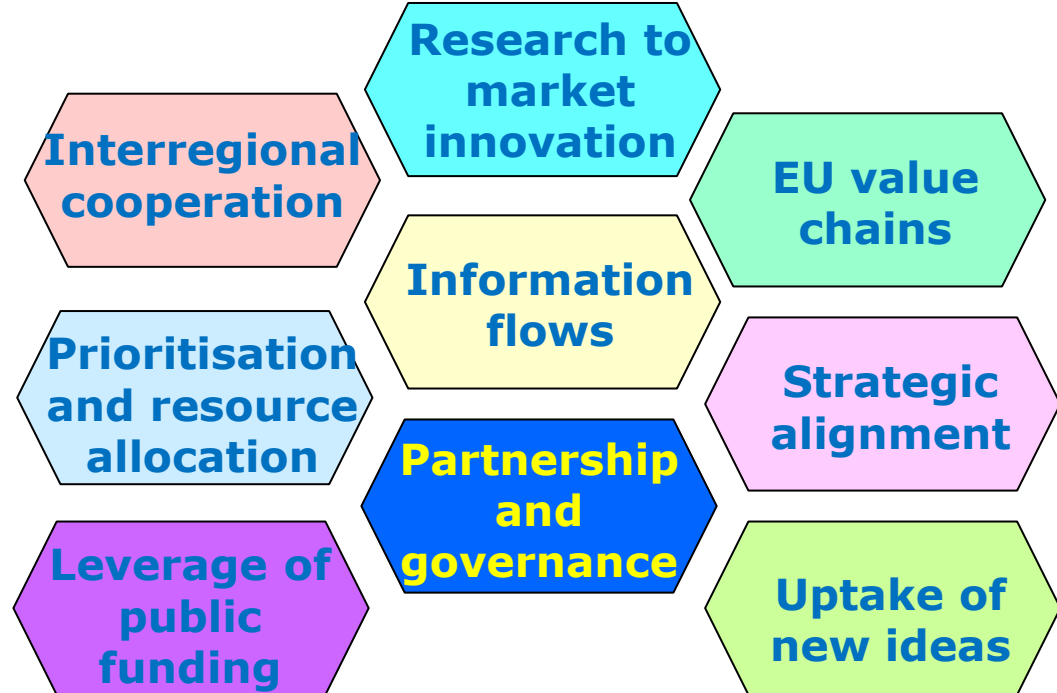 Research to
market
innovation
Interregional
cooperation
EU value
chains
Information
flows
Prioritisation
and resource
allocation
Strategic
alignment
Partnership
and
governance
Leverage of
public
funding
Uptake of
new ideas